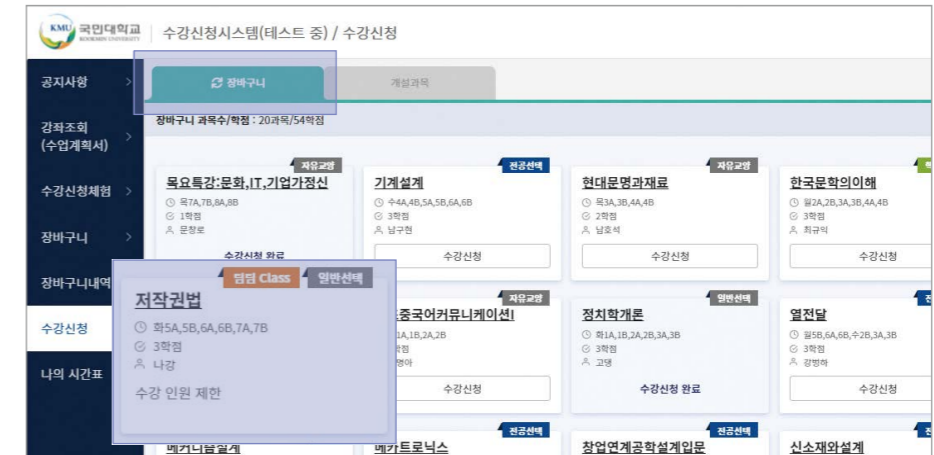 KMU 국민대학교
KOOKMIN UNIVERSITY
수강신청시스템(테스트 중) / 수강신청
공지사항
강좌조회
(수업계획서)
수강신청체험
장바구니
장바구니내역
수강신청
나의 시간표
장바구니
개설과목
장바구니 과목수/학점 : 20과목/54학점
자유교양
목요특강:문화,IT,기업가정신
목7A,7B,8A,8B
1학점
문창로
수강신청 완료
전공선택
기계설계
수4A,4B,5A,5B,6A,6B
3학점
남구현
수강신청
자유교양
현대문명과재료
목3A,3B,4A,4B
2학점
남호석
수강신청
한국문학의이해
월2A,2B,3A,3B,4A,4B
3학점
최규익
수강신청
팀팀 Class
일반선택
저작권법
화5A,5B,6A,6B,7A,7B
3학점
나강
수강 인원 제한
자유교양
중국어커뮤니케이션I
1A,1B,2A,2B
수강신청
일반선택
정치학개론
화1A,1B,2A,2B,3A,3B
3학점
고댕
수강신청 완료
열전달
월5B,6A,6B,수2B,3A,3B
3학점
강병하
수강신청
메커니즘설계
전공선택
메카트로닉스
전공선택
창업연계공학설계입문
신소재와설계